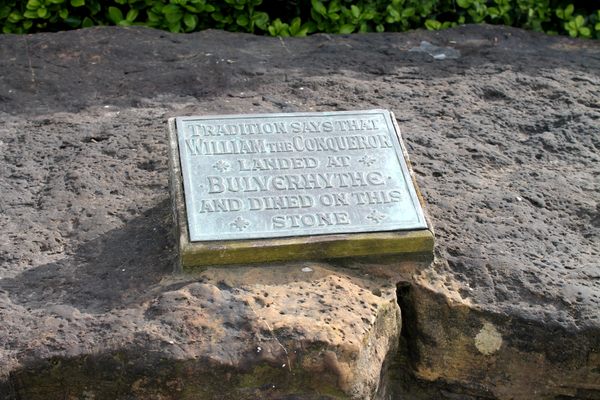 TRADITION SAYS THAT
WILLIAM THE CONQUEROR
LANDED AT
BULVERHYTHE
AND DINED ON THIS
STONE